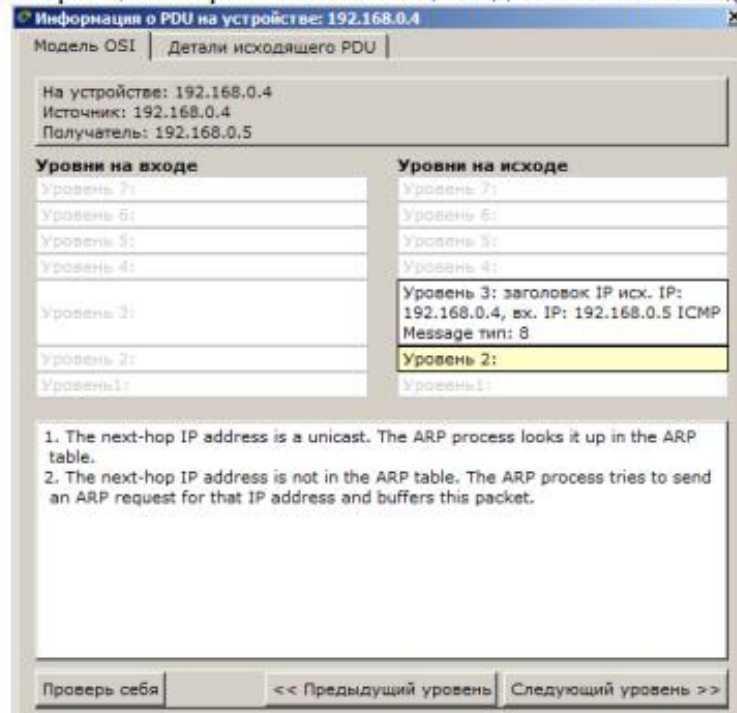 Информация о PDU на устройстве: 192.168.0.4
Модель OSI
Детали исходящего PDU
На устройстве: 192.168.0.4
Источник: 192.168.0.4
Получатель: 192.168.0.5
Уровни на входе
Уровни на исходе
Уровень 7:
Уровень 7:
Уровень 6:
Уровень 6:
Уровень 5:
Уровень 5:
Уровень 4:
Уровень 4:
Уровень 3:
Уровень 3: заголовок IP исх. IP:
192.168.0.4, вх. IP: 192.168.0.5 ICMP
Message тип: 8
Уровень 2:
Уровень 2:
Уровень1:
Уровень1:
1. The next-hop IP address is a unicast. The ARP process looks it up in the ARP
table.
2. The next-hop IP address is not in the ARP table. The ARP process tries to send
an ARP request for that IP address and buffers this packet.
Проверь себя
<< Предыдущий уровень
Следующий уровень >>